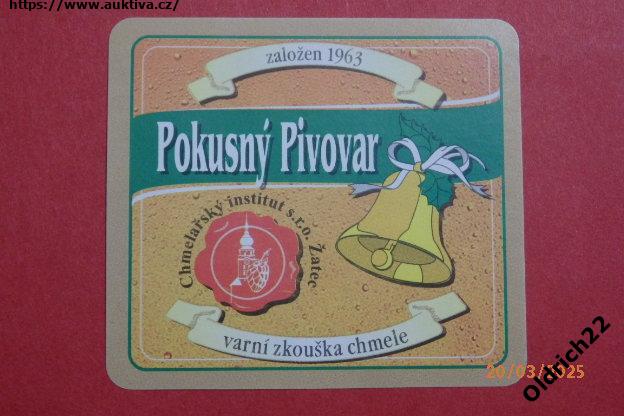 https://www.auktiva.cz/
založen 1963
Pokusný Pivovar
Chmelařský institut s.r.o. Žatec
varní zkouška chmele
20/03/2025
Oldrich22